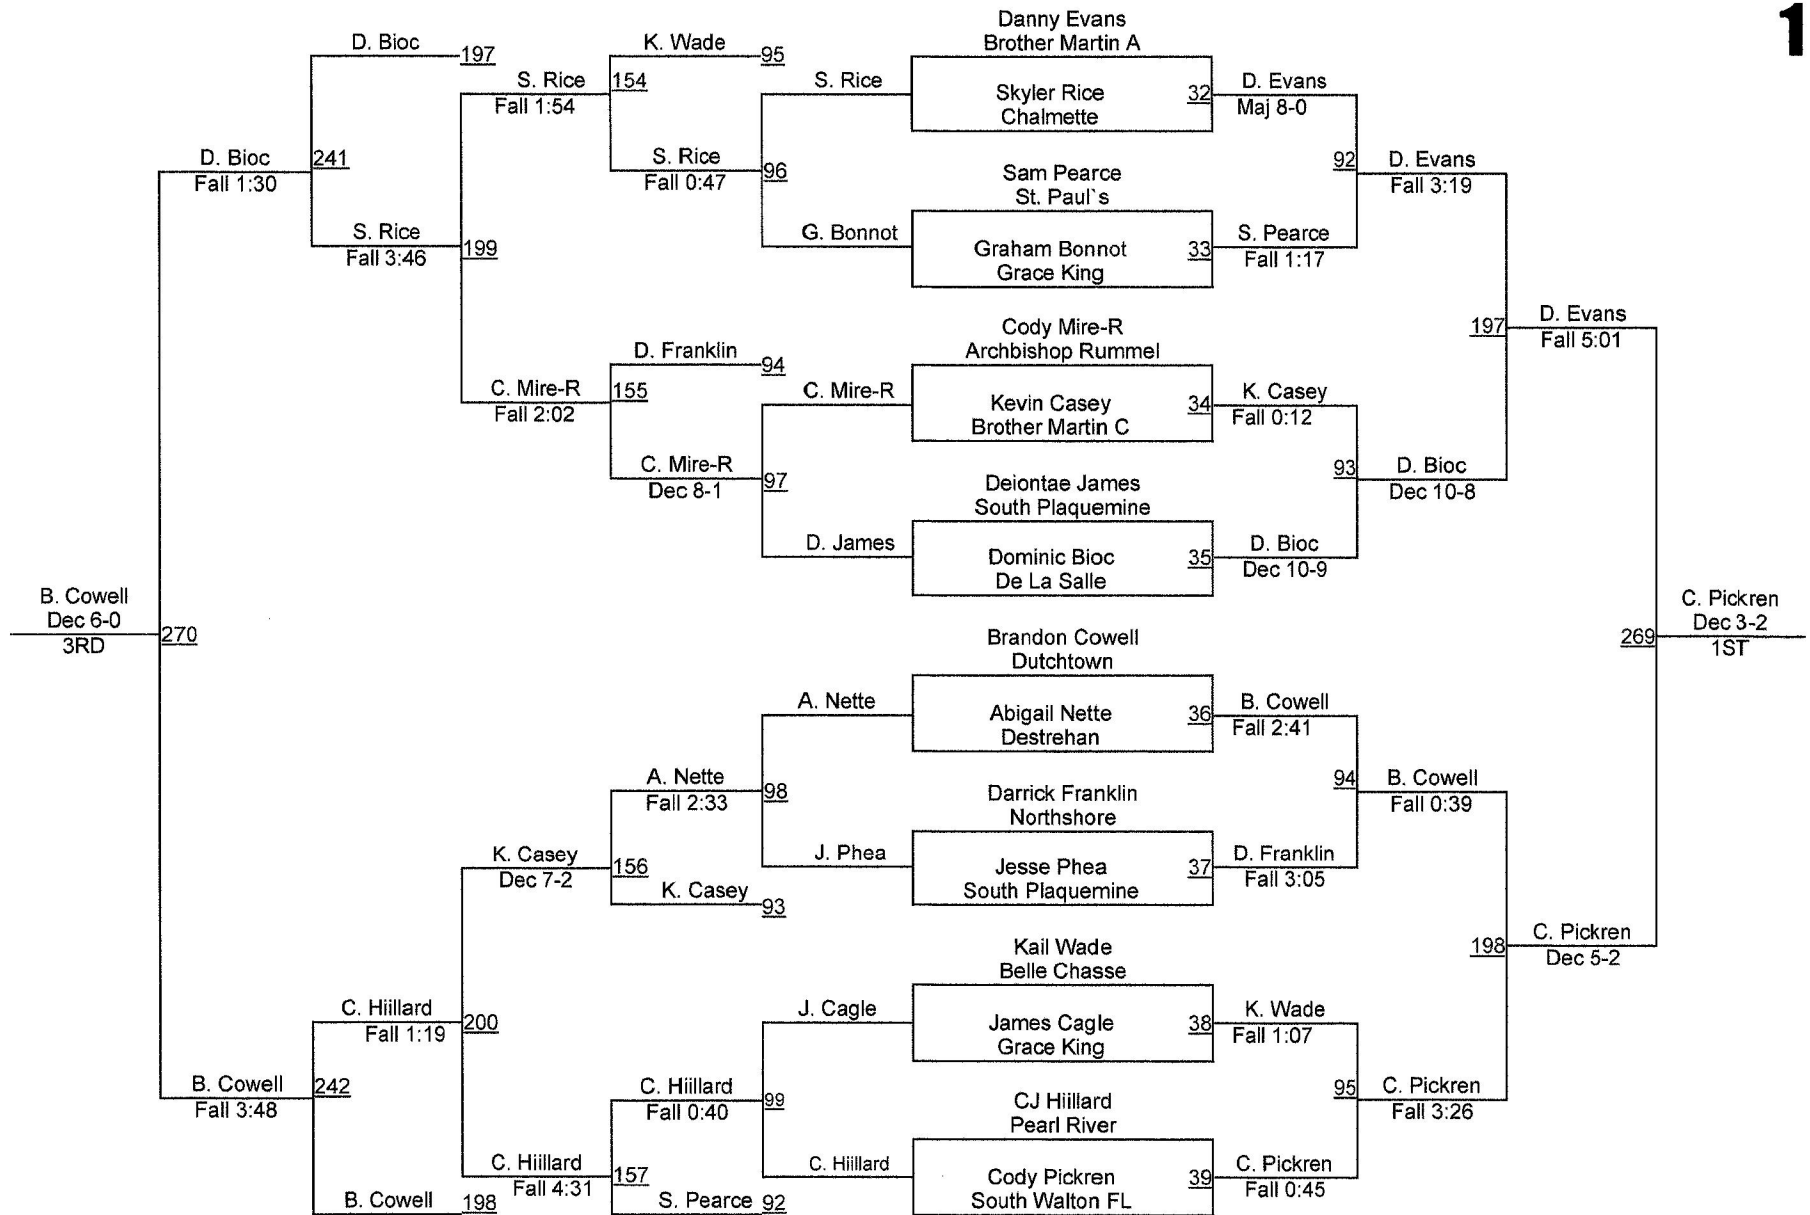 1
D. Bioc
197
S. Rice
Fall 1:54
D. Bioc
Fall 1:30
241
S. Rice
Fall 3:46
199
K. Wade
95
154
S. Rice
Fall 0:47
96
S. Rice
G. Bonnot
D. Franklin
94
C. Mire-R
Fall 2:02
155
C. Mire-R
Dec 8-1
97
C. Mire-R
D. James
B. Cowell
Dec 6-0
3RD
270
A. Nette
A. Nette
Fall 2:33
98
J. Phea
K. Casey
Dec 7-2
156
K. Casey
93
C. Hiillard
Fall 1:19
200
B. Cowell
Fall 3:48
242
C. Hiillard
Fall 0:40
99
J. Cagle
C. Hiillard
C. Hiillard
Fall 4:31
157
B. Cowell
198
S. Pearce
92
Danny Evans
Brother Martin A
Skyler Rice
Chalmette
32
D. Evans
Maj 8-0
Sam Pearce
St. Paul`s
Graham Bonnot
Grace King
33
S. Pearce
Fall 1:17
92
D. Evans
Fall 3:19
Cody Mire-R
Archbishop Rummel
Kevin Casey
Brother Martin C
34
K. Casey
Fall 0:12
Deiontae James
South Plaquemine
Dominic Bioc
De La Salle
35
D. Bioc
Dec 10-9
93
D. Bioc
Dec 10-8
197
D. Evans
Fall 5:01
Brandon Cowell
Dutchtown
Abigail Nette
Destrehan
36
B. Cowell
Fall 2:41
Darrick Franklin
Northshore
Jesse Phea
South Plaquemine
37
D. Franklin
Fall 3:05
94
B. Cowell
Fall 0:39
Kail Wade
Belle Chasse
James Cagle
Grace King
38
K. Wade
Fall 1:07
CJ Hiillard
Pearl River
Cody Pickren
South Walton FL
39
C. Pickren
Fall 0:45
95
C. Pickren
Fall 3:26
198
C. Pickren
Dec 5-2
269
C. Pickren
Dec 3-2
1ST